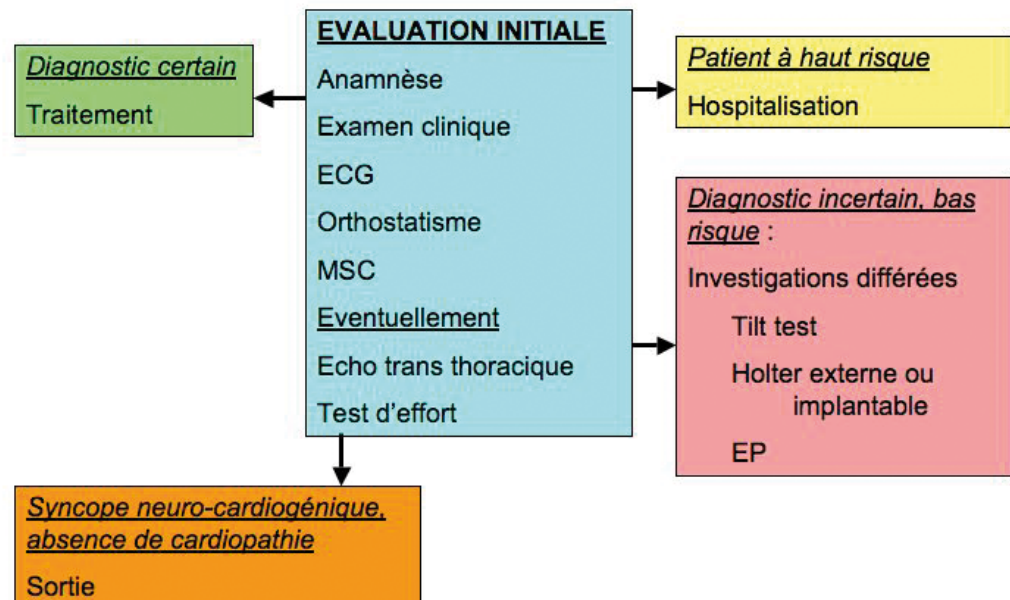 Diagnostic certain
Traitement
EVALUATION INITIALE
Anamnèse
Examen clinique
ECG
Orthostatisme
MSC
Eventuellement
Echo trans thoracique
Test d'effort
Patient à haut risque
Hospitalisation
Diagnostic incertain, bas
risque :
Investigations différées
Tilt test
Holter externe ou
implantable
EP
Syncope neuro-cardiogénique,
absence de cardiopathie
Sortie